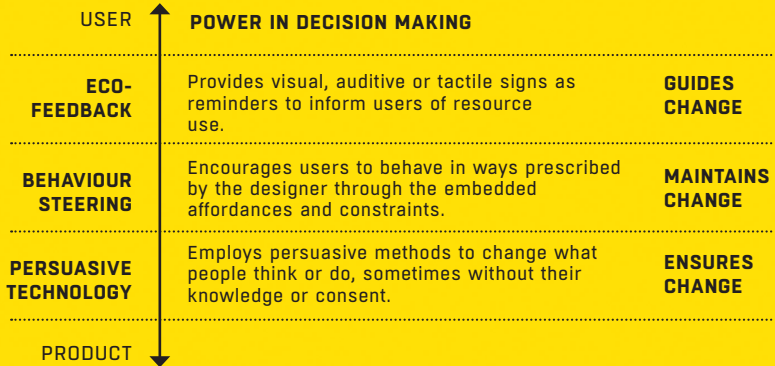 USER
POWER IN DECISION MAKING
ECO-
FEEDBACK
Provides visual, auditive or tactile signs as
reminders to inform users of resource
use.
GUIDES
CHANGE
BEHAVIOUR
STEERING
Encourages users to behave in ways prescribed
by the designer through the embedded
affordances and constraints.
MAINTAINS
CHANGE
PERSUASIVE
TECHNOLOGY
Employs persuasive methods to change what
people think or do, sometimes without their
knowledge or consent.
ENSURES
CHANGE
PRODUCT